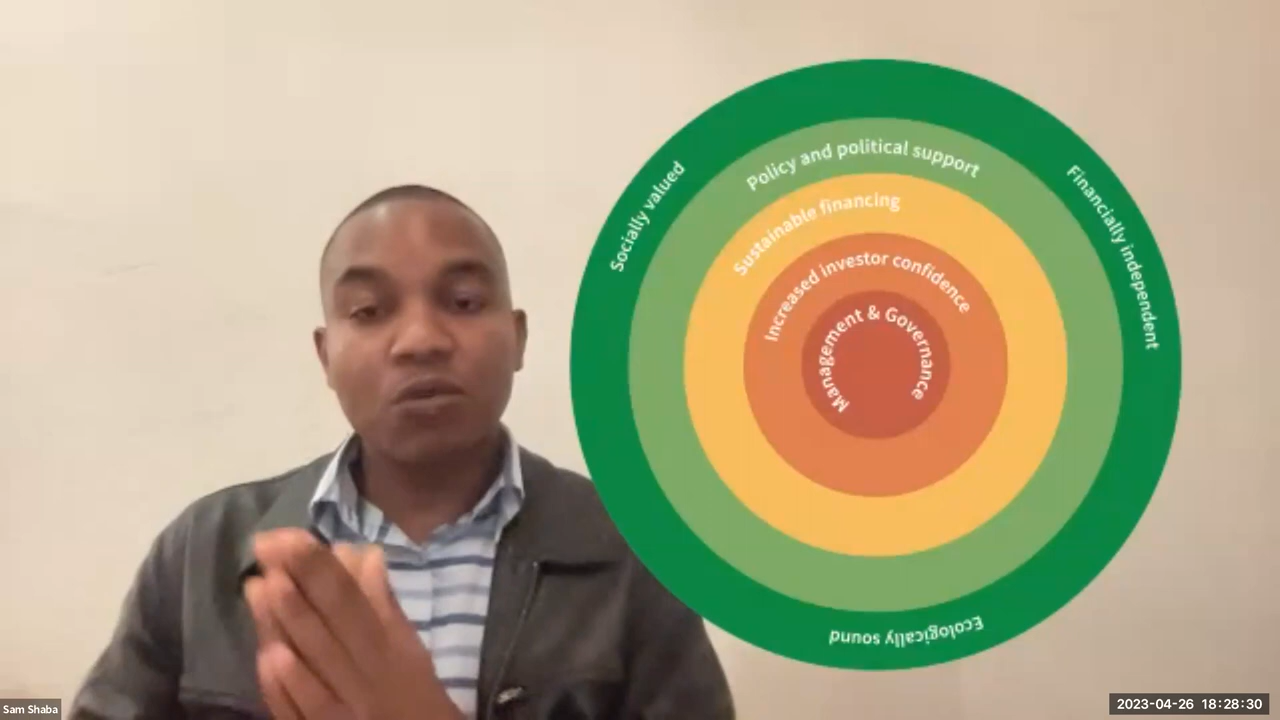 Socially valued
Policy and political support
Financially independent
Sustainable financing
Increased investor confidence
Management & Governance
Ecologically sound
Sam Shaba
2023-04-26 18:28:30